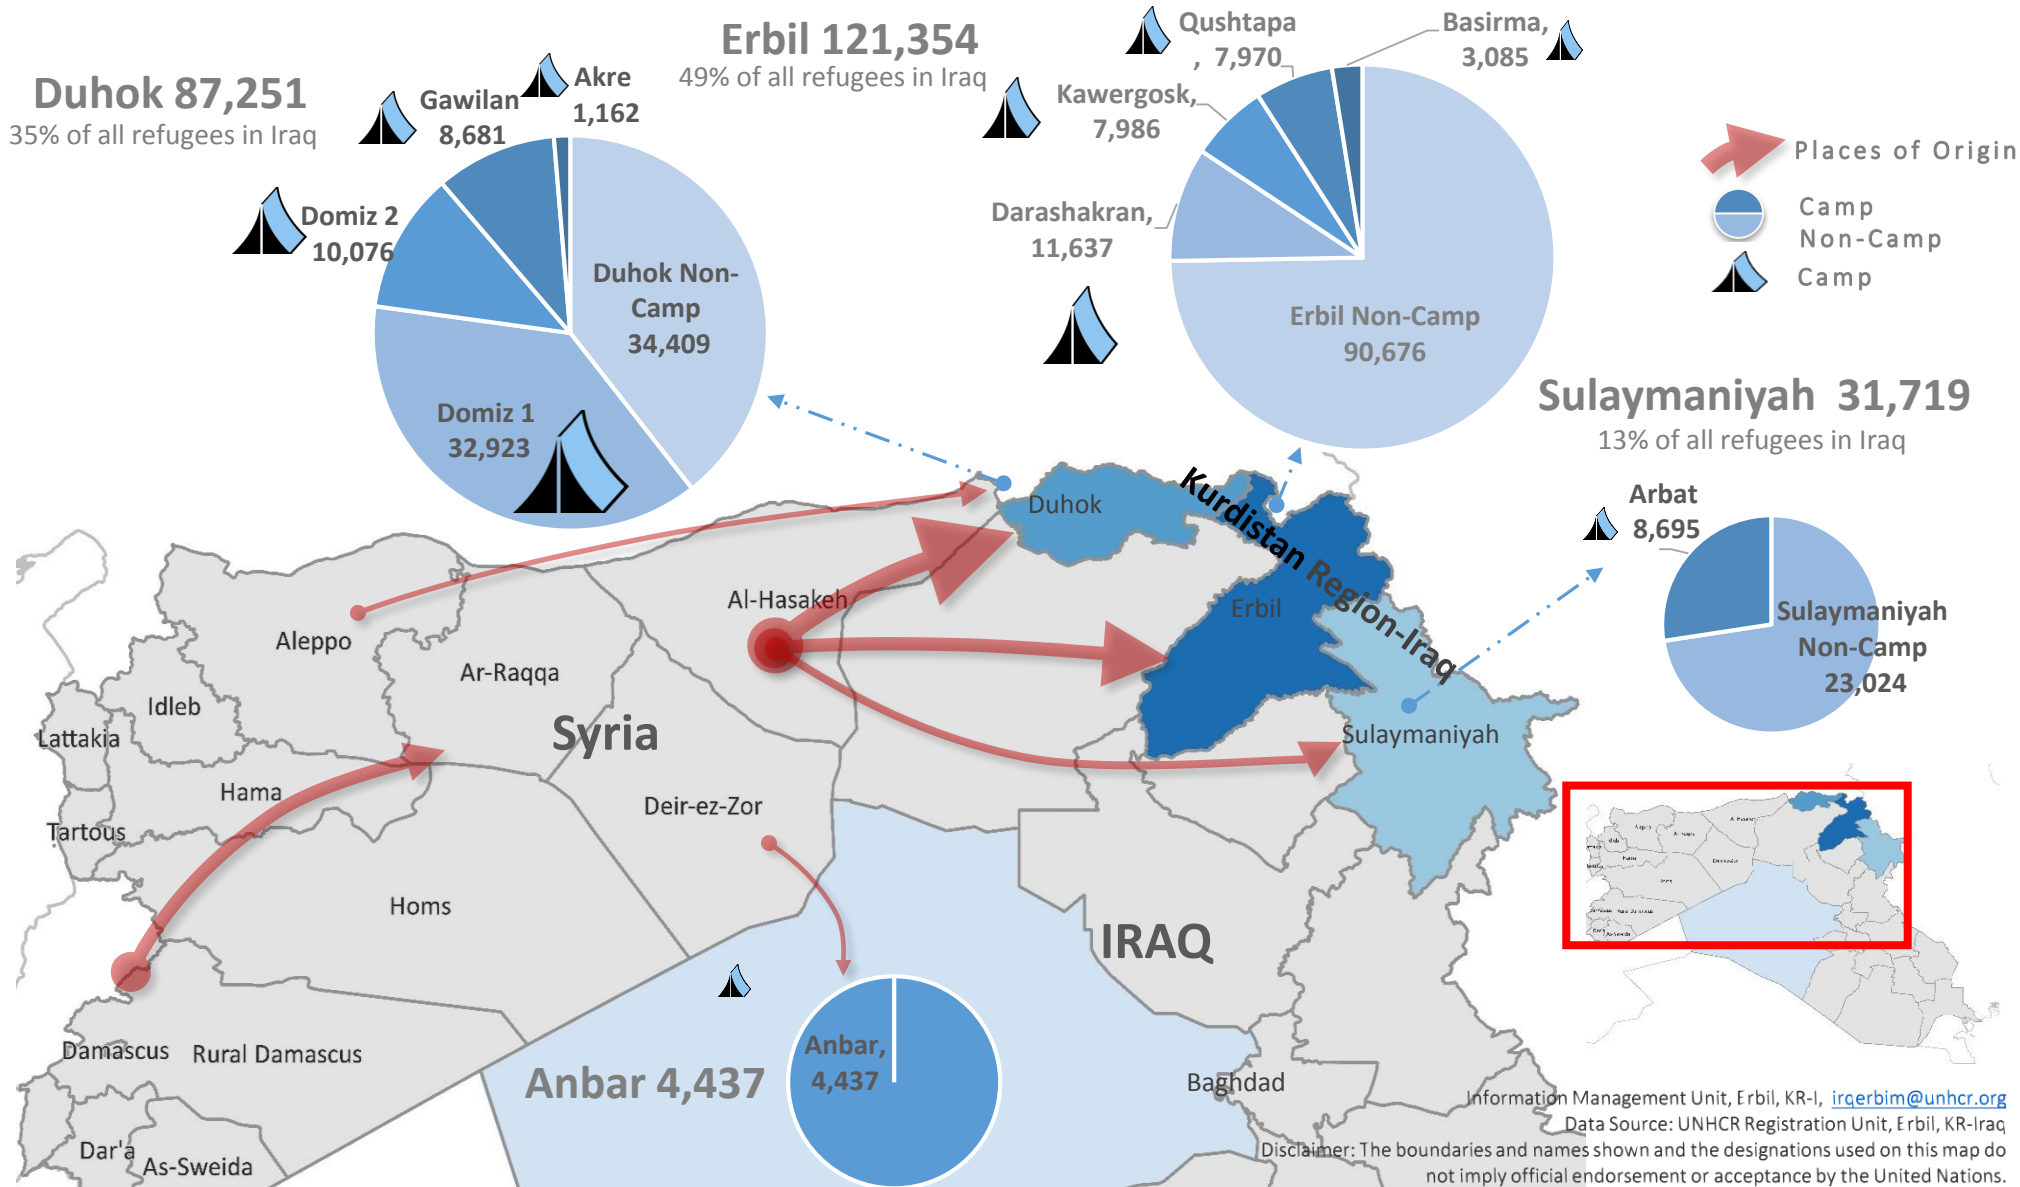 Duhok 87,251
35% of all refugees in Iraq
Erbil 121,354
49% of all refugees in Iraq
Akre
1,162
Gawilan
8,681
Domiz 2
10,076
Duhok Non-
Camp
34,409
Domiz 1
32,923
Qushtapa
, 7,970
Basirma,
3,085
Kawergosk,
7,986
Darashakran,
11,637
Erbil Non-Camp
90,676
Places of Origin
Camp
Non-Camp
Camp
Sulaymaniyah 31,719
13% of all refugees in Iraq
Arbat
8,695
Sulaymaniyah
Non-Camp
23,024
Kurdistan Region-Iraq
Duhok
Erbil
Sulaymaniyah
Al-Hasakeh
Aleppo
Ar-Raqqa
Idleb
Lattakia
Syria
Hama
Deir-ez-Zor
Tartous
Homs
IRAQ
Damascus
Rural Damascus
Dar'a
As-Sweida
Baghdad
Anbar 4,437
Anbar,
4,437
Aleppo
Hama
Homs
Rural Damascus
As-Sweida
Information Management Unit, Erbil, KR-I, irqerbim@unhcr.org
Data Source: UNHCR Registration Unit, Erbil, KR-Iraq
Disclaimer: The boundaries and names shown and the designations used on this map do
not imply official endorsement or acceptance by the United Nations.